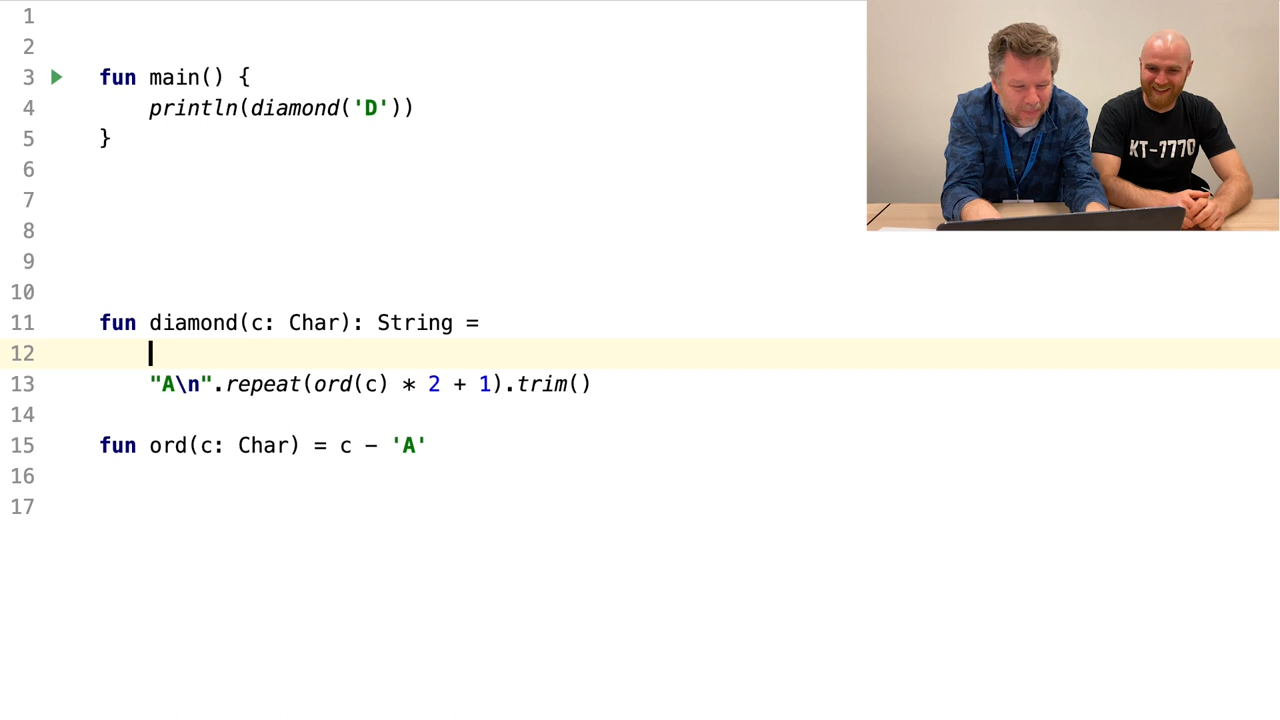 1
2
3 fun main() {
4 println(diamond('D'))
5 }
6
7
8
9
10
11 fun diamond(c: Char): String =
12
13 "A\n".repeat(ord(c) * 2 + 1).trim()
14
15 fun ord(c: Char) = c - 'A'
16
17
KT-7770